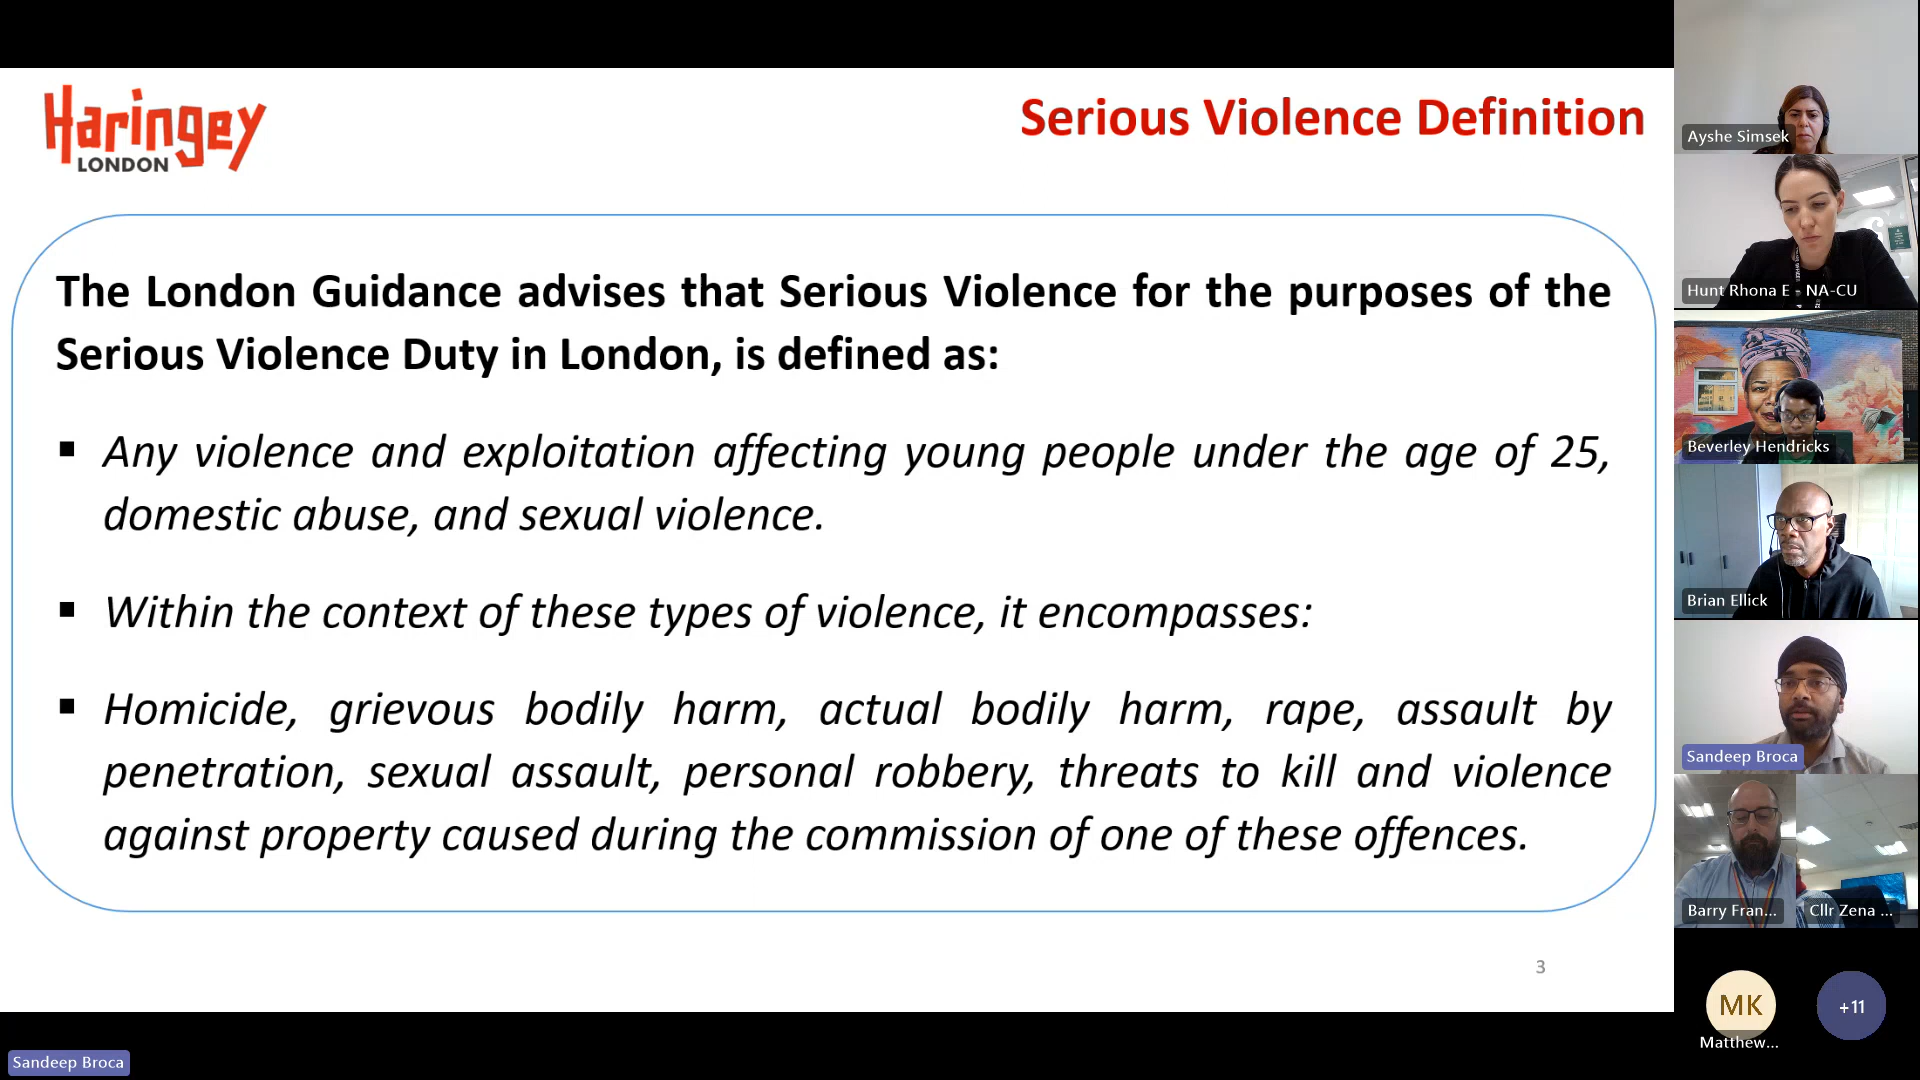 Haringey
LONDON
Serious Violence Definition
The London Guidance advises that Serious Violence for the purposes of the
Serious Violence Duty in London, is defined as:
▪ Any violence and exploitation affecting young people under the age of 25,
domestic abuse, and sexual violence.
▪ Within the context of these types of violence, it encompasses:
▪ Homicide, grievous bodily harm, actual bodily harm, rape, assault by
penetration, sexual assault, personal robbery, threats to kill and violence
against property caused during the commission of one of these offences.
3
Sandeep Broca
Ayshe Simsek
Hunt Rhona E - NA-CU
Beverley Hendricks
Brian Ellick
Sandeep Broca
Barry Fran...
Cllr Zena ...
MK
Matthew...
+11